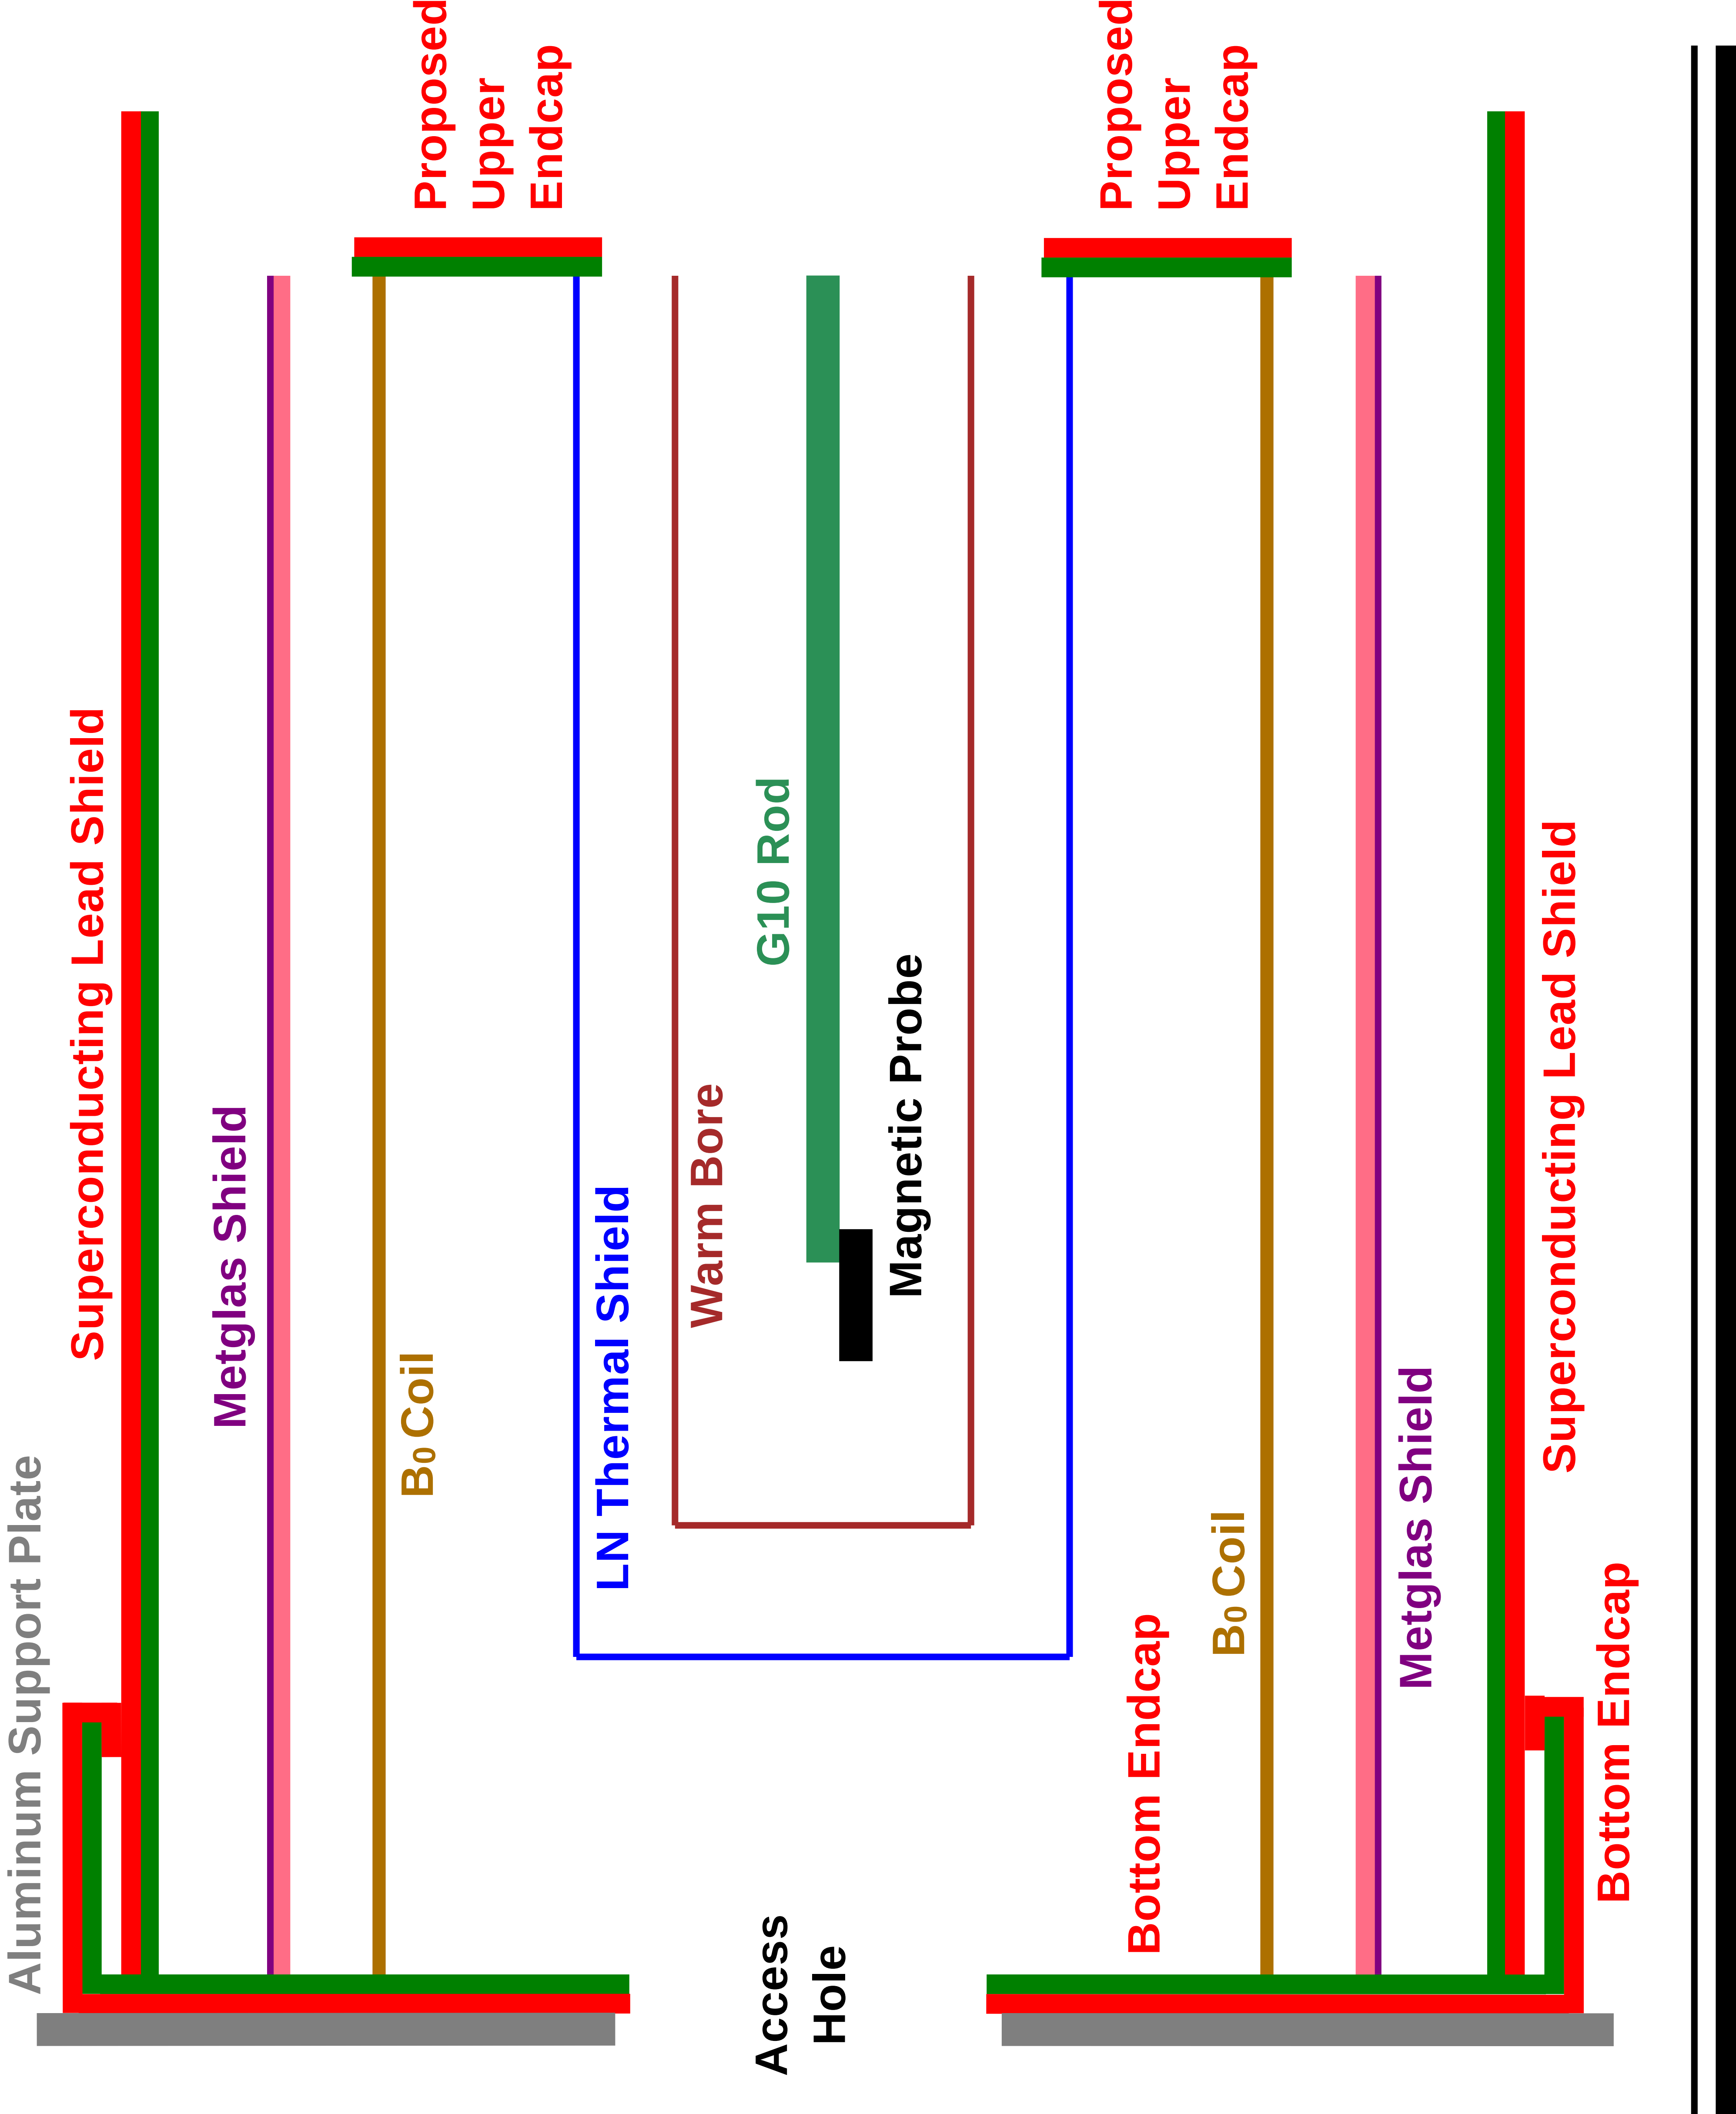 Proposed
Upper
Endcap
Proposed
Upper
Endcap
Superconducting Lead Shield
Metglas Shield
B0 Coil
LN Thermal Shield
Warm Bore
G10 Rod
Magnetic Probe
Superconducting Lead Shield
Metglas Shield
B0 Coil
Bottom Endcap
Bottom Endcap
Aluminum Support Plate
Access
Hole